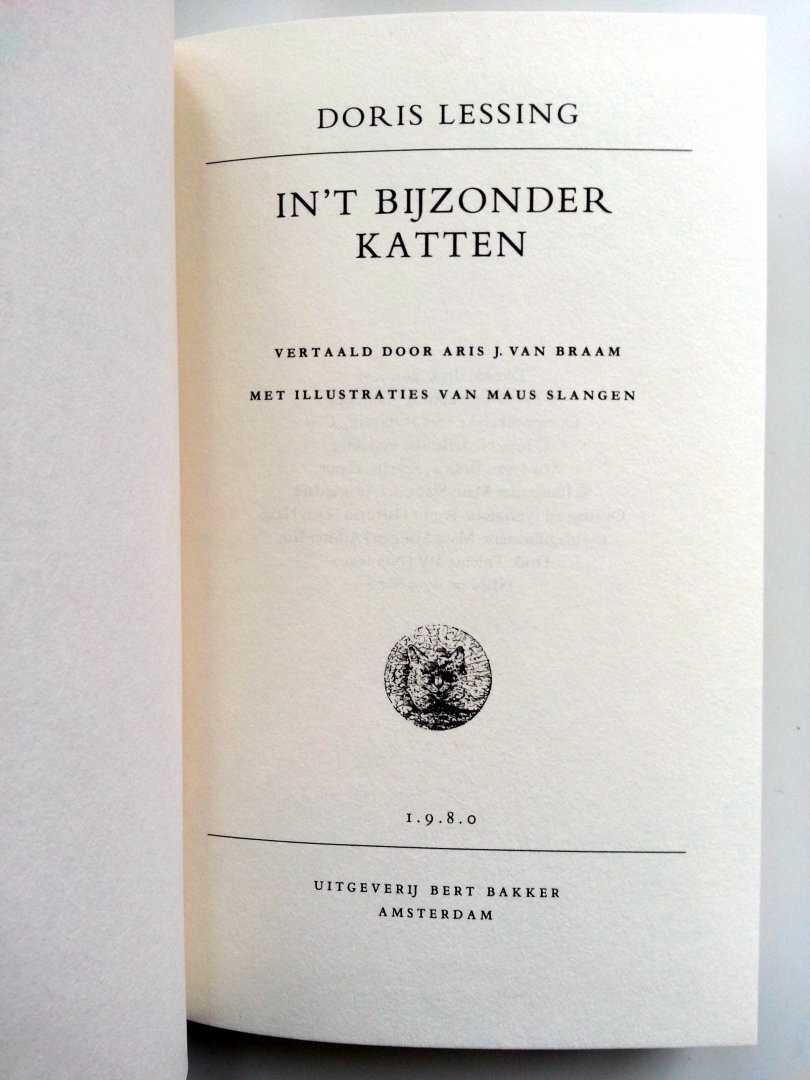 DORIS LESSING
IN'T BIJZONDER
KATTEN
VERTAALD DOOR ARIS J. VAN BRAAM
MET ILLUSTRATIES VAN MAUS SLANGEN
1.9.8.0
UITGEVERIJ BERT BAKKER
AMSTERDAM